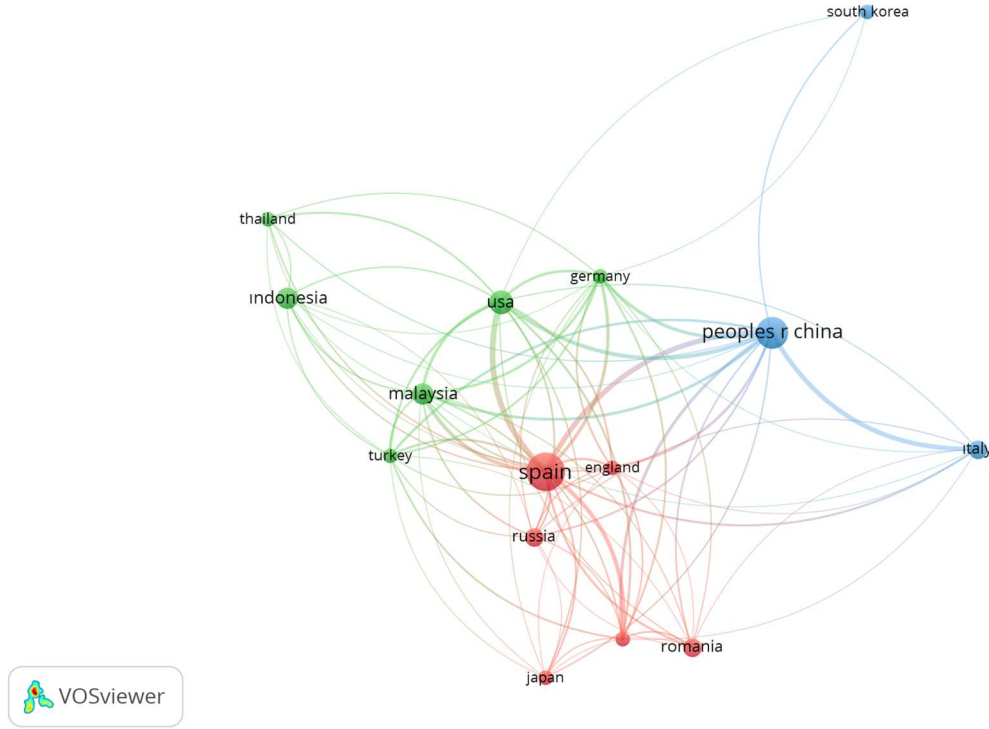 south korea
thailand
germany
ındonesia
usa
peoples r china
malaysia
ıtaly
turkey
england
spain
russia
romania
japan
VOSviewer